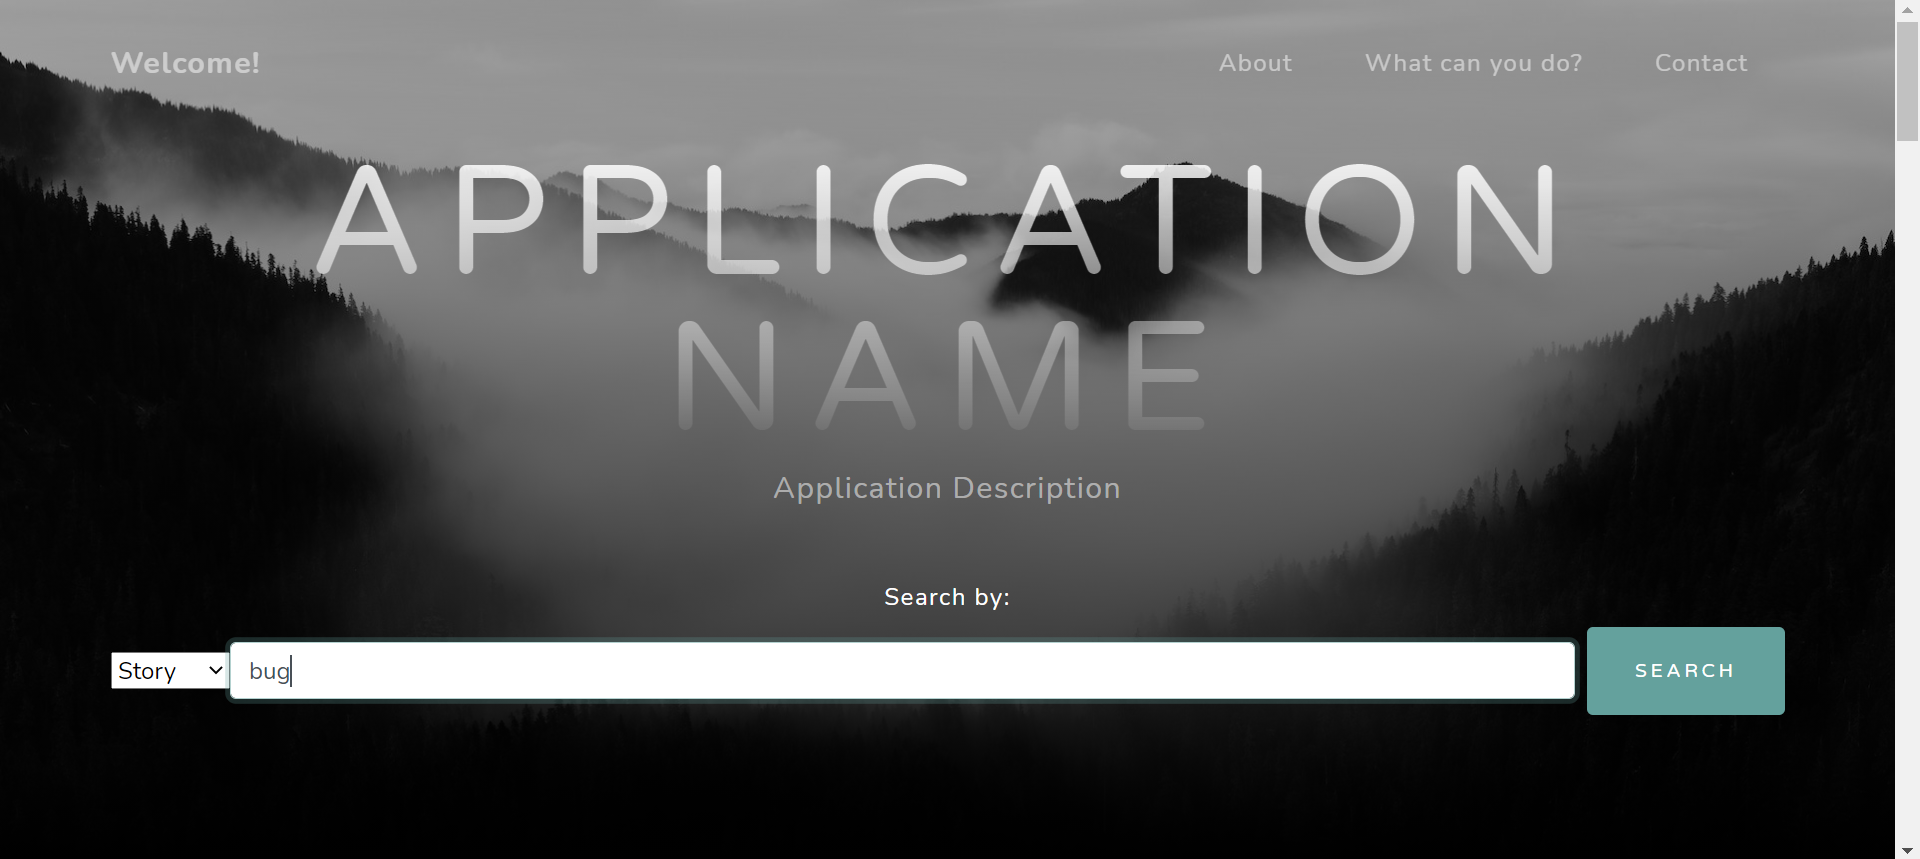 Welcome!
About What can you do? Contact
APPLICATION
NAME
Application Description
Search by:
Story bug SEARCH